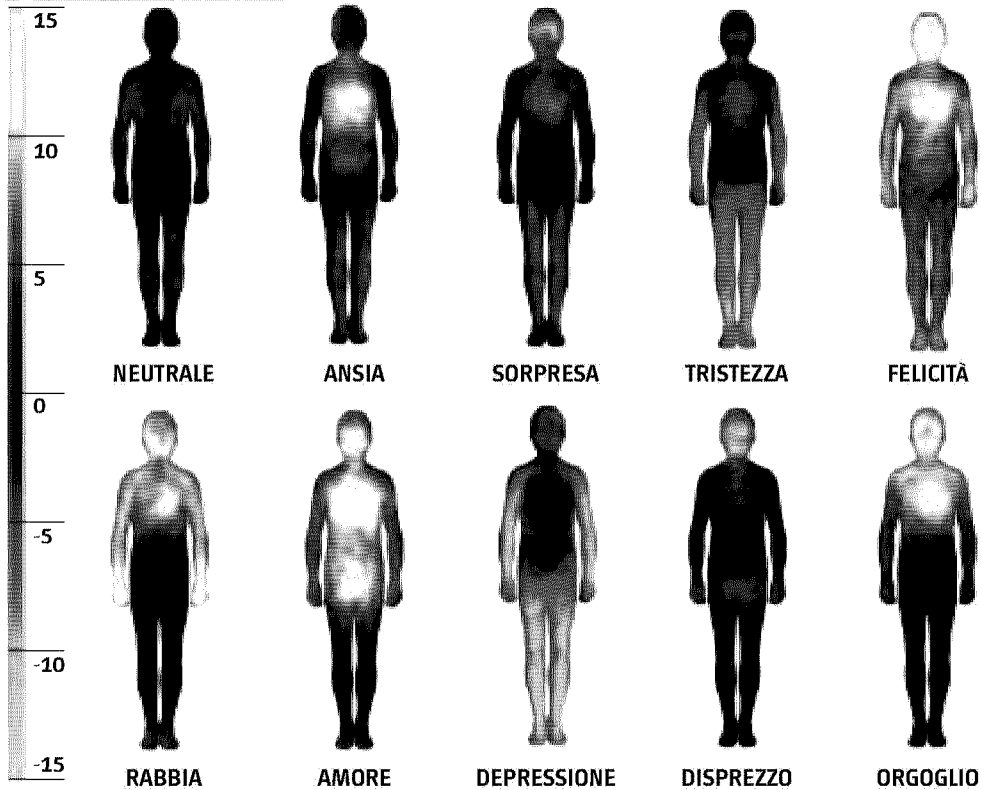 15
10
5
0
-5
-10
-15
NEUTRALE
ANSIA
SORPRESA
TRISTEZZA
FELICITÀ
RABBIA
AMORE
DEPRESSIONE
DISPREZZO
ORGOGLIO